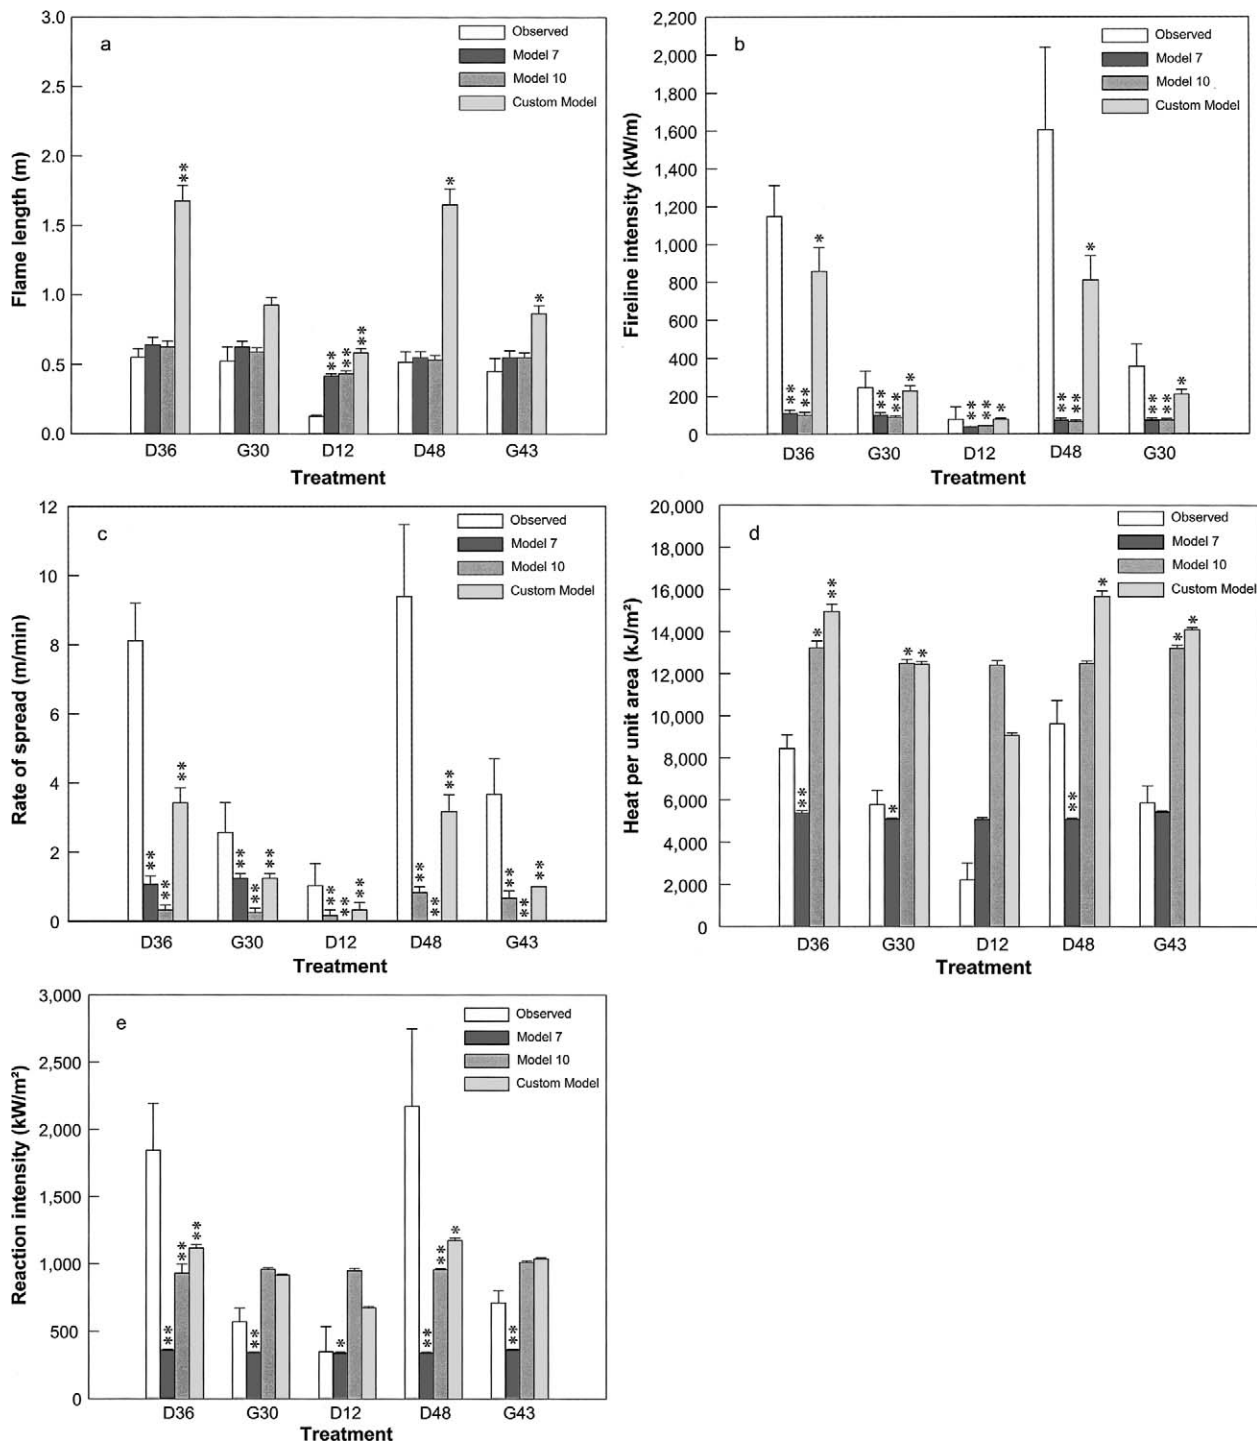 a
Observed
Model 7
Model 10
Custom Model
3.0
2.5
2.0
1.5
1.0
0.5
0.0
Flame length (m)
**
*
*
** ** **
D36 G30 D12 D48 G43
Treatment
b
Observed
Model 7
Model 10
Custom Model
2,200
2,000
1,800
1,600
1,400
1,200
1,000
800
600
400
200
0
Fireline intensity (kW/m)
** ** *
** ** *
** ** *
** ** *
** ** *
D36 G30 D12 D48 G30
Treatment
c
Observed
Model 7
Model 10
Custom Model
12
10
8
6
4
2
0
Rate of spread (m/min)
** ** **
** ** **
** ** **
** ** **
** ** **
D36 G30 D12 D48 G43
Treatment
d
Observed
Model 7
Model 10
Custom Model
20,000
18,000
16,000
14,000
12,000
10,000
8,000
6,000
4,000
2,000
0
Heat per unit area (kJ/m²)
** * **
* * *
** *
* *
D36 G30 D12 D48 G43
Treatment
e
Observed
Model 7
Model 10
Custom Model
3,000
2,500
2,000
1,500
1,000
500
0
Reaction intensity (kW/m²)
** ** **
**
*
** ** *
**
D36 G30 D12 D48 G43
Treatment